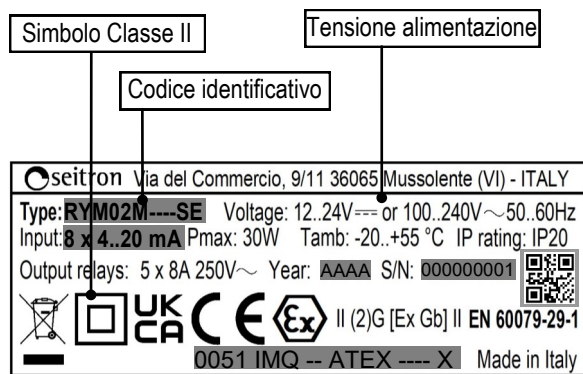 Simbolo Classe II
Tensione alimentazione
Codice identificativo
seitron Via del Commercio, 9/11 36065 Mussolente (VI) - ITALY
Type: RYM02M----SE Voltage: 12..24V⎓ or 100..240V～50..60Hz
Input: 8 x 4..20 mA Pmax: 30W Tamb: -20..+55 °C IP rating: IP20
Output relays: 5 x 8A 250V～ Year: AAAA S/N: 000000001
UK CA CE Ex II (2)G [Ex Gb] II EN 60079-29-1
0051 IMQ -- ATEX ---- X Made in Italy